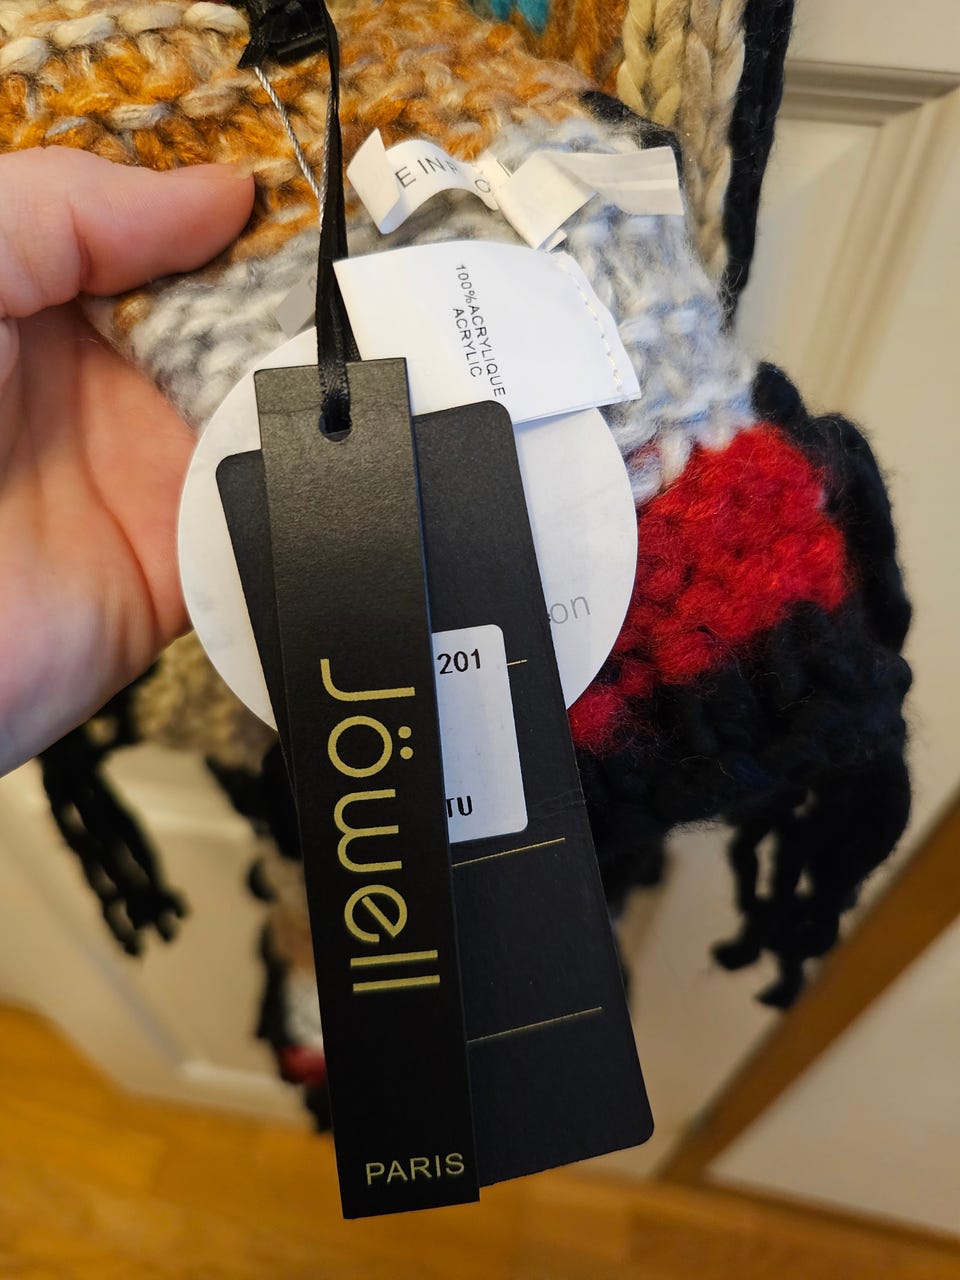 100%ACRYLIQUE
ACRYLIC
201
TU
Jöwell
PARIS